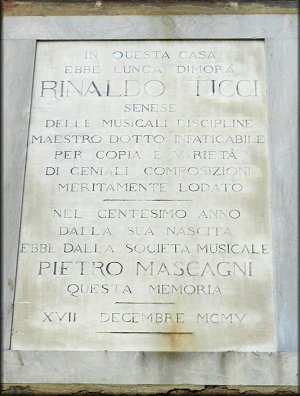 IN QUESTA CASA
EBBE LUNGA DIMORA
RINALDO TICCI
SENESE
DELLE MUSICALI DISCIPLINE
MAESTRO DOTTO INFATICABILE
PER COPIA E VARIETÀ
DI GENIALI COMPOSIZIONI
MERITAMENTE LODATO
NEL CENTESIMO ANNO
DALLA SUA NASCITA
EBBE DALLA SOCIETÀ MUSICALE
PIETRO MASCAGNI
QUESTA MEMORIA
XVII DECEMBRE MCMV